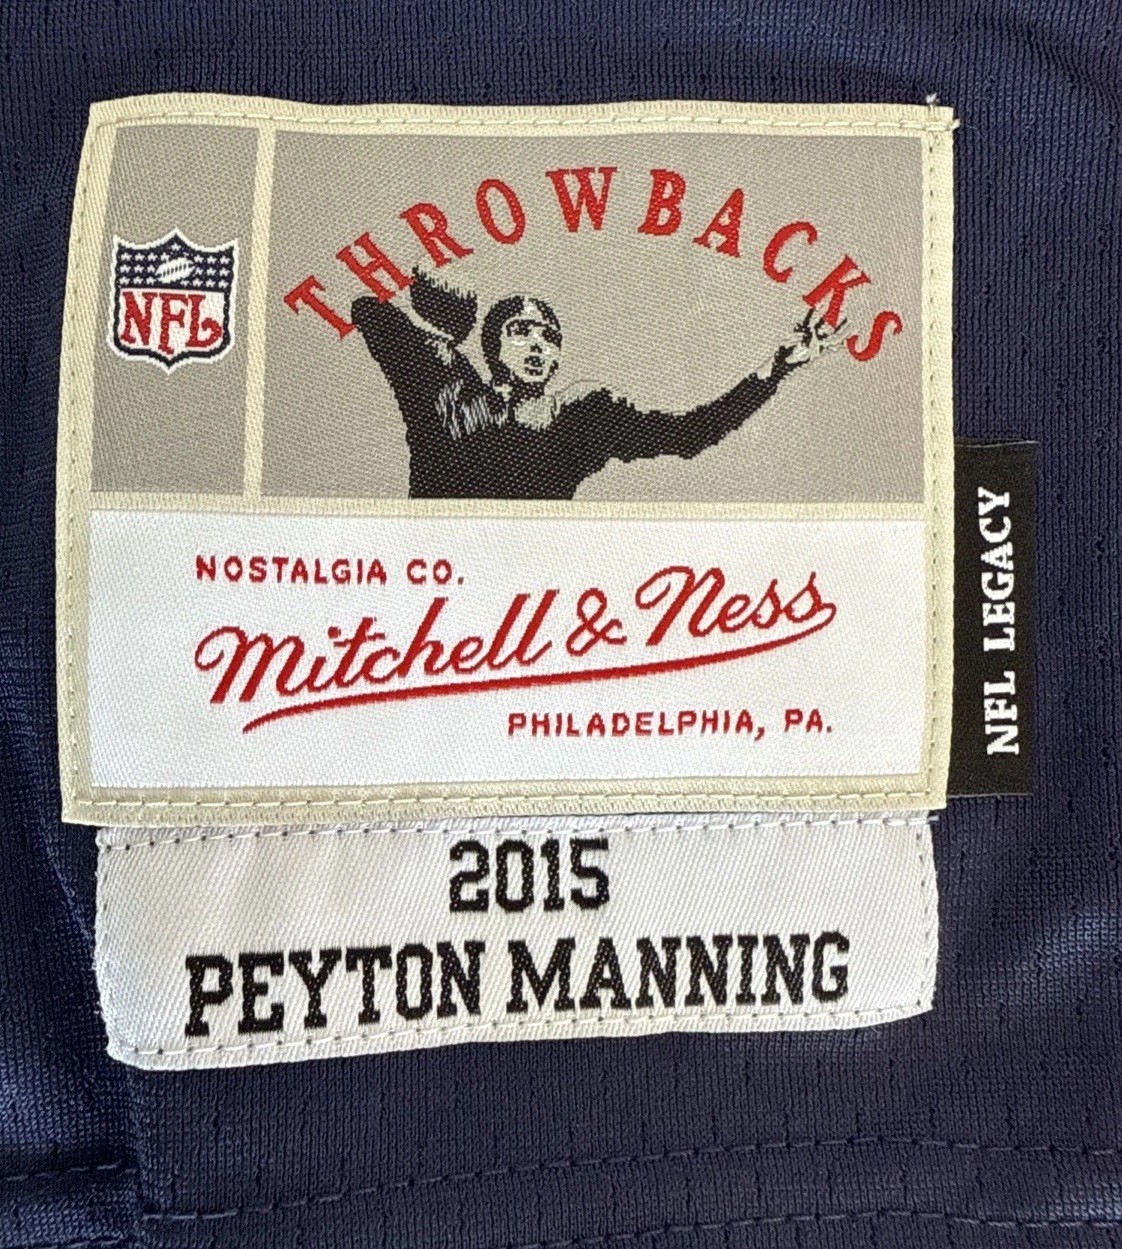 THROWBACKS
NFL
NOSTALGIA CO.
Mitchell & Ness
PHILADELPHIA, PA.
NFL LEGACY
2015
PEYTON MANNING